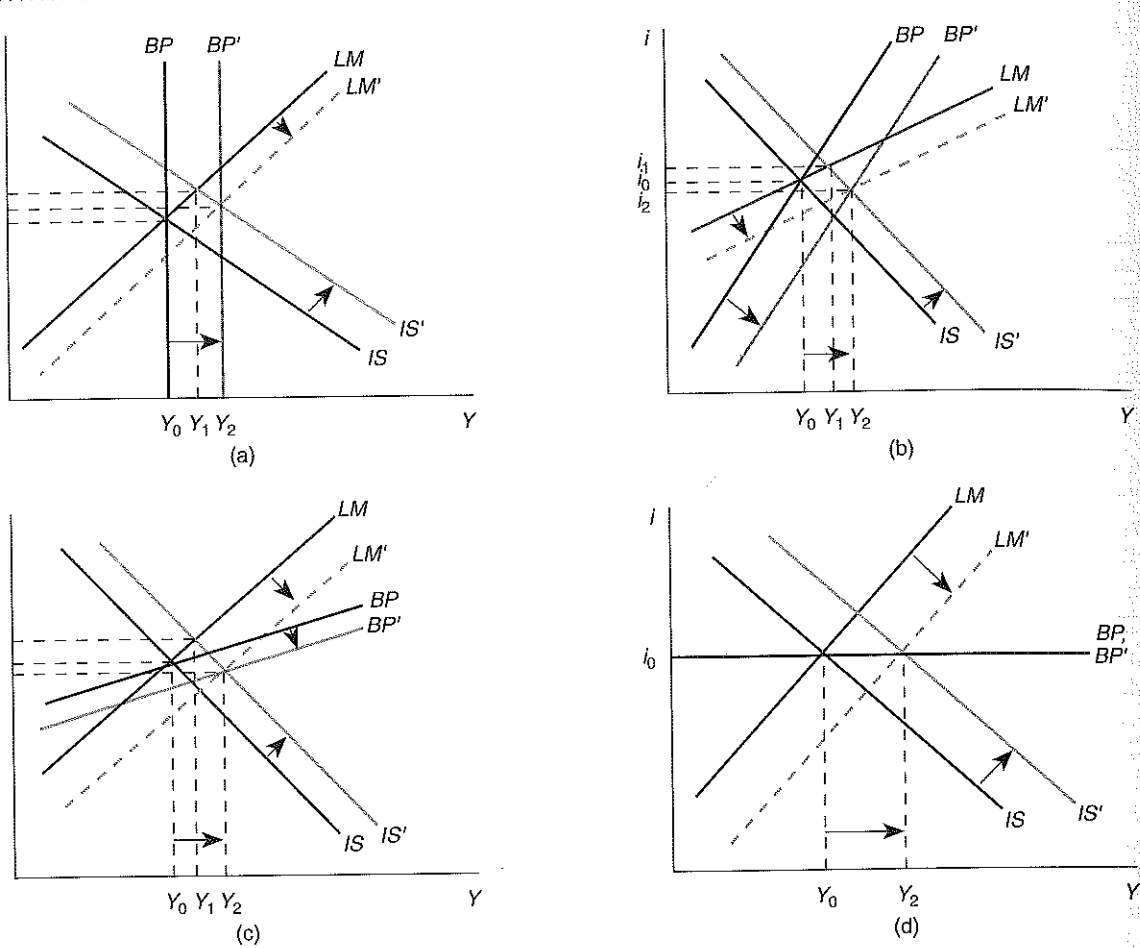 BP BP' LM
LM'
IS'
IS
Y₀ Y₁ Y₂ Y
(a)
i
BP BP' LM
LM'
i₁
i₀
i₂
IS IS'
Y₀ Y₁ Y₂ Y
(b)
LM
LM'
BP
BP'
IS IS'
Y₀ Y₁ Y₂ Y
(c)
i
LM
LM'
BP,
BP'
i₀
IS IS'
Y₀ Y₂ Y
(d)